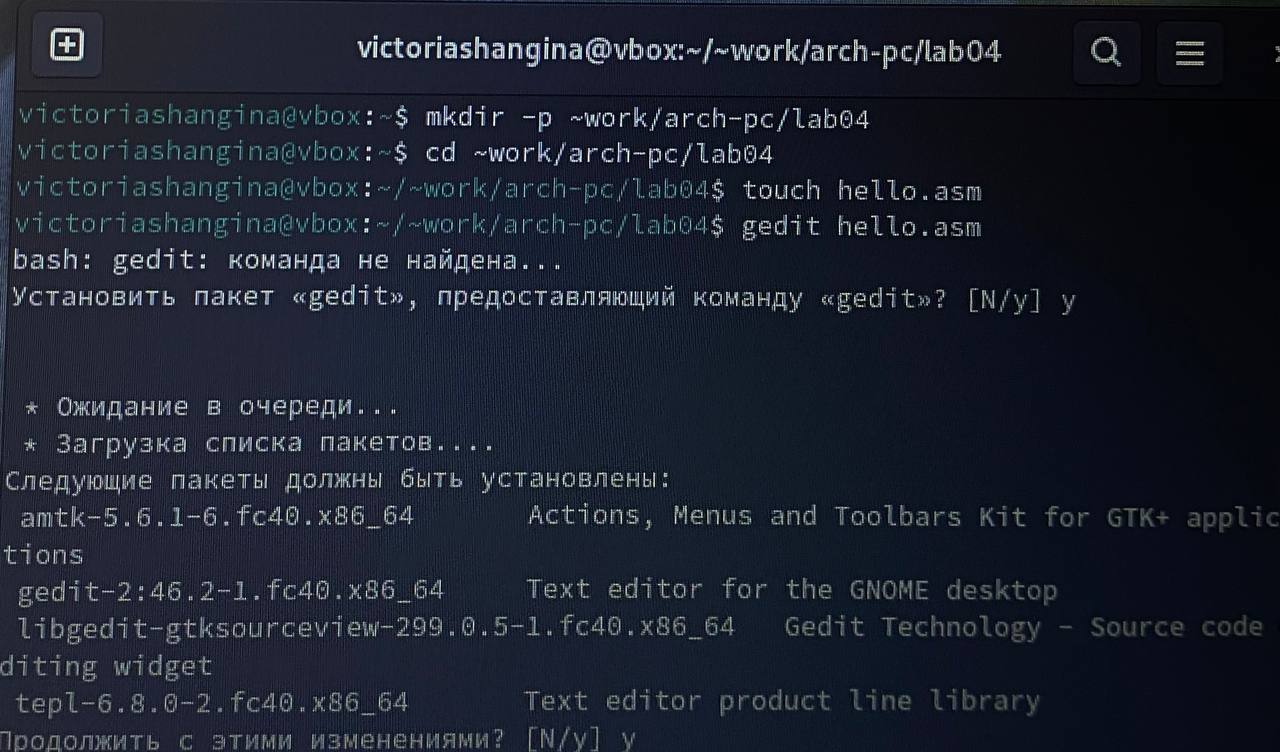 victoriashangina@vbox:~/~work/arch-pc/lab04
victoriashangina@vbox:~$ mkdir -p ~work/arch-pc/lab04
victoriashangina@vbox:~$ cd ~work/arch-pc/lab04
victoriashangina@vbox:~/~work/arch-pc/lab04$ touch hello.asm
victoriashangina@vbox:~/~work/arch-pc/lab04$ gedit hello.asm
bash: gedit: команда не найдена...
Установить пакет «gedit», предоставляющий команду «gedit»? [N/y] y
* Ожидание в очереди...
* Загрузка списка пакетов....
Следующие пакеты должны быть установлены:
amtk-5.6.1-6.fc40.x86_64 Actions, Menus and Toolbars Kit for GTK+ applic
tions
gedit-2:46.2-1.fc40.x86_64 Text editor for the GNOME desktop
libgedit-gtksourceview-299.0.5-1.fc40.x86_64 Gedit Technology - Source code
diting widget
tepl-6.8.0-2.fc40.x86_64 Text editor product line library
Продолжить с этими изменениями? [N/y] y